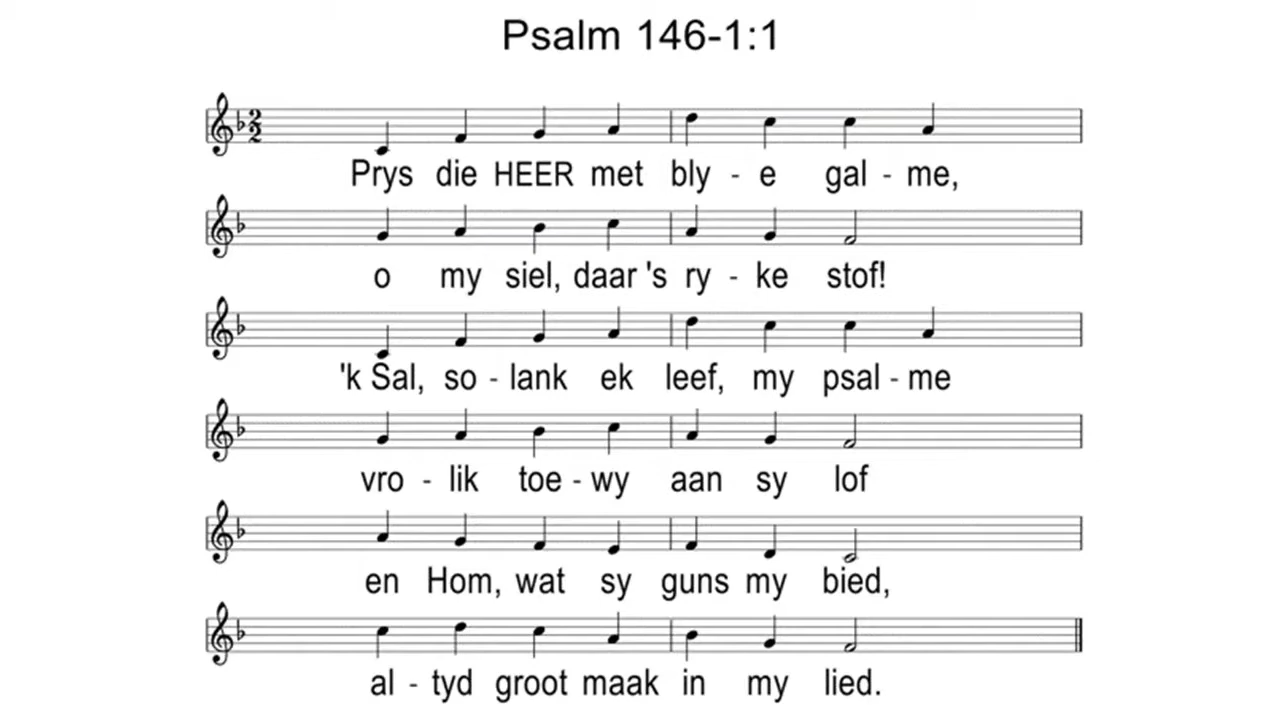 Psalm 146-1:1
2
2
Prys die HEER met bly - e gal - me,
o my siel, daar 's ry - ke stof!
'k Sal, so - lank ek leef, my psal - me
vro - lik toe - wy aan sy lof
en Hom, wat sy guns my bied,
al - tyd groot maak in my lied.